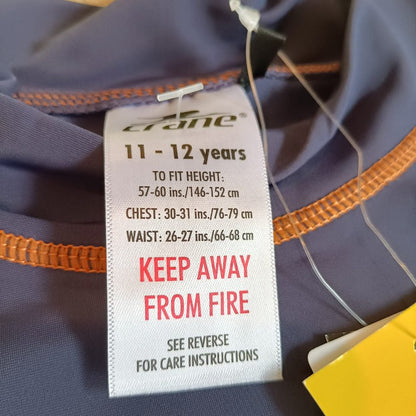 crane®
11 - 12 years
TO FIT HEIGHT:
57-60 ins./146-152 cm
CHEST: 30-31 ins./76-79 cm
WAIST: 26-27 ins./66-68 cm
KEEP AWAY
FROM FIRE
SEE REVERSE
FOR CARE INSTRUCTIONS